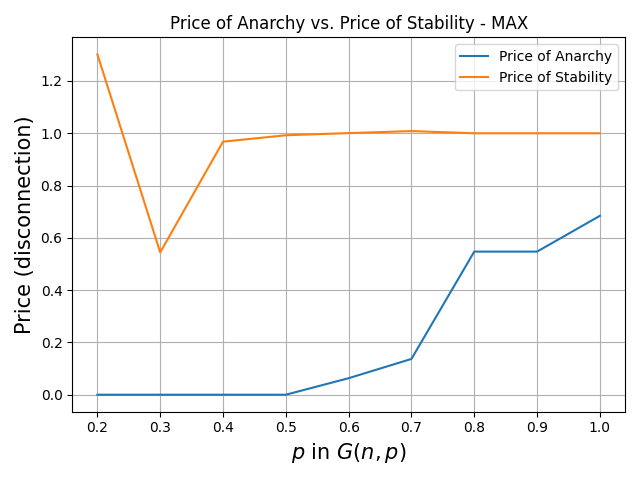 Price of Anarchy vs. Price of Stability - MAX
Price of Anarchy
Price of Stability
Price (disconnection)
1.2
1.0
0.8
0.6
0.4
0.2
0.0
0.2 0.3 0.4 0.5 0.6 0.7 0.8 0.9 1.0
p in G(n, p)